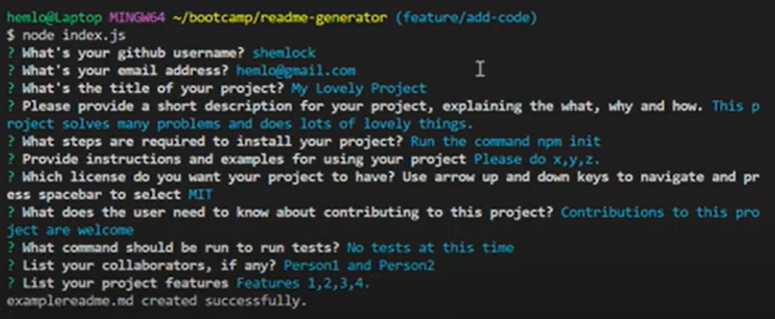 hemlo@Laptop MINGW64 ~/bootcamp/readme-generator (feature/add-code)
$ node index.js
? What's your github username? shemlock
? What's your email address? hemlo@gmail.com
? What's the title of your project? My Lovely Project
? Please provide a short description for your project, explaining the what, why and how. This p
roject solves many problems and does lots of lovely things.
? What steps are required to install your project? Run the command npm init
? Provide instructions and examples for using your project Please do x,y,z.
? Which license do you want your project to have? Use arrow up and down keys to navigate and pr
ess spacebar to select MIT
? What does the user need to know about contributing to this project? Contributions to this pro
ject are welcome
? What command should be run to run tests? No tests at this time
? List your collaborators, if any? Person1 and Person2
? List your project features Features 1,2,3,4.
examplereadme.md created successfully.